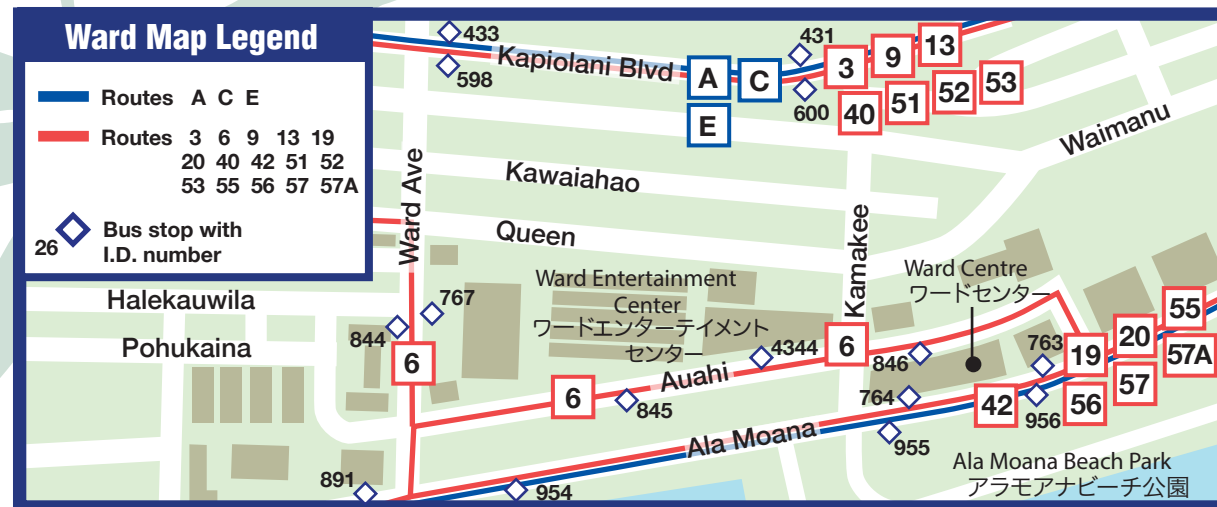 Ward Map Legend
Routes A C E
Routes 3 6 9 13 19
20 40 42 51 52
53 55 56 57 57A
26
Bus stop with
I.D. number
433
598
Kapiolani Blvd
A
C
E
431
600
3
9
13
40
51
52
53
Waimanu
Ward Ave
Kawaiahao
Queen
Kamakee
Halekauwila
Pohukaina
767
844
6
Ward Entertainment
Center
ワードエンターテイメント
センター
4344
6
Ward Centre
ワードセンター
846
763
19
20
55
57A
57
56
6
845
Auahi
764
42
956
Ala Moana
955
891
954
Ala Moana Beach Park
アラモアナビーチ公園